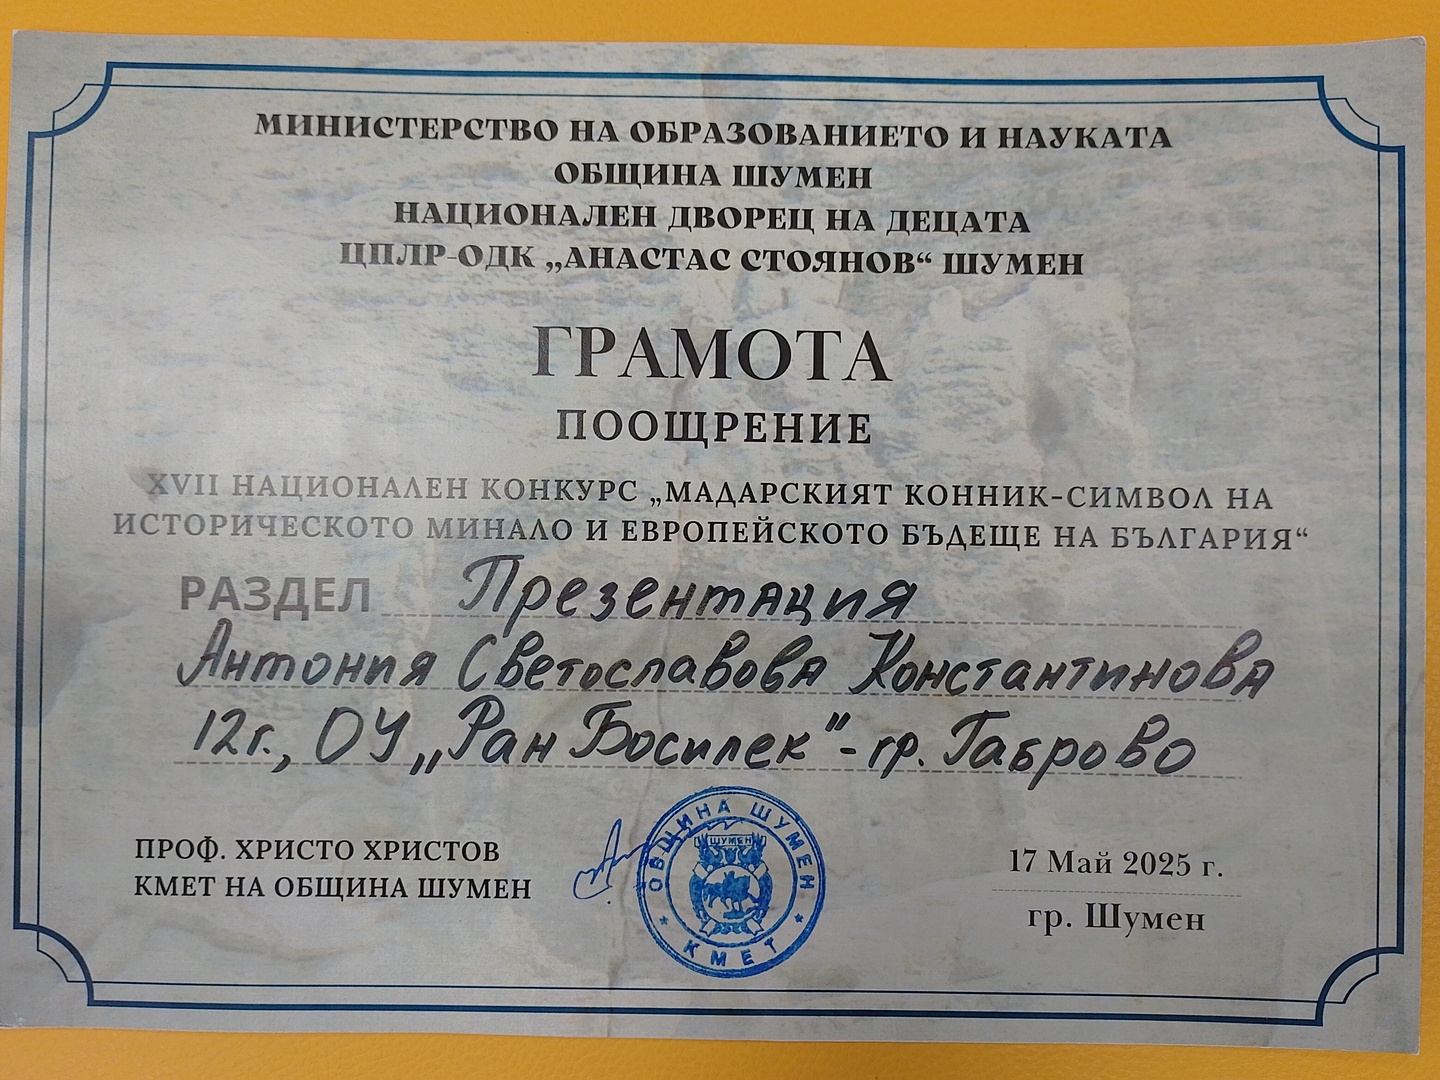 МИНИСТЕРСТВО НА ОБРАЗОВАНИЕТО И НАУКАТА
ОБЩИНА ШУМЕН
НАЦИОНАЛЕН ДВОРЕЦ НА ДЕЦАТА
ЦПЛР-ОДК „АНАСТАС СТОЯНОВ“ ШУМЕН
ГРАМОТА
ПООЩРЕНИЕ
XVII НАЦИОНАЛЕН КОНКУРС „МАДАРСКИЯТ КОННИК-СИМВОЛ НА
ИСТОРИЧЕСКОТО МИНАЛО И ЕВРОПЕЙСКОТО БЪДЕЩЕ НА БЪЛГАРИЯ“
РАЗДЕЛ Презентация
Антония Светославова Константинова
12г., ОУ „Ран Босилек"-гр. Габрово
ПРОФ. ХРИСТО ХРИСТОВ
КМЕТ НА ОБЩИНА ШУМЕН
ОБЩИНА ШУМЕН
ШУМЕН
* КМЕТ *
17 Май 2025 г.
гр. Шумен